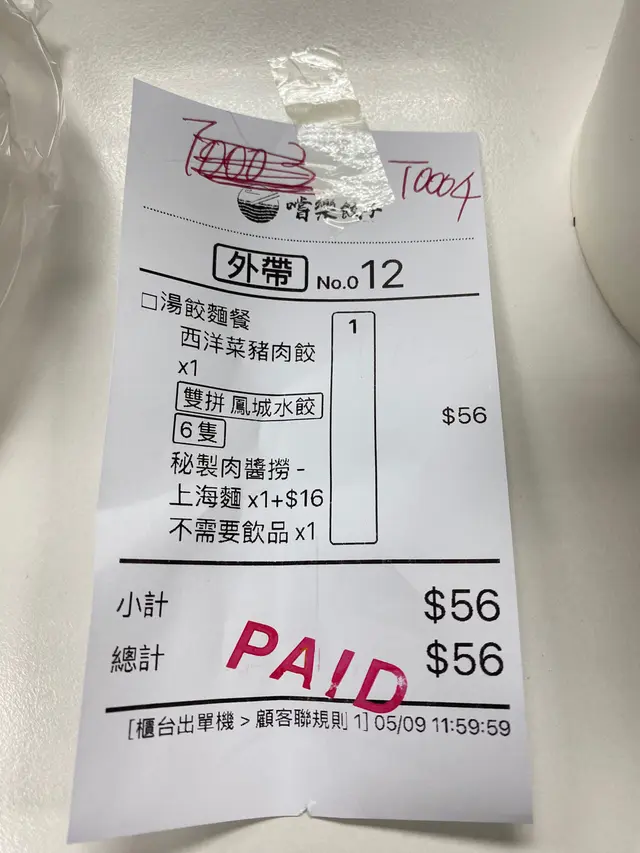 T0003
T0004
嚐樂餃子
外帶 No.012
□湯餃麵餐 1
西洋菜豬肉餃
x1
雙拼 鳳城水餃
$56
6隻
秘製肉醬撈-
上海麵 x1+$16
不需要飲品 x1
小計 $56
總計 $56
PAID
[櫃台出單機 > 顧客聯規則 1] 05/09 11:59:59